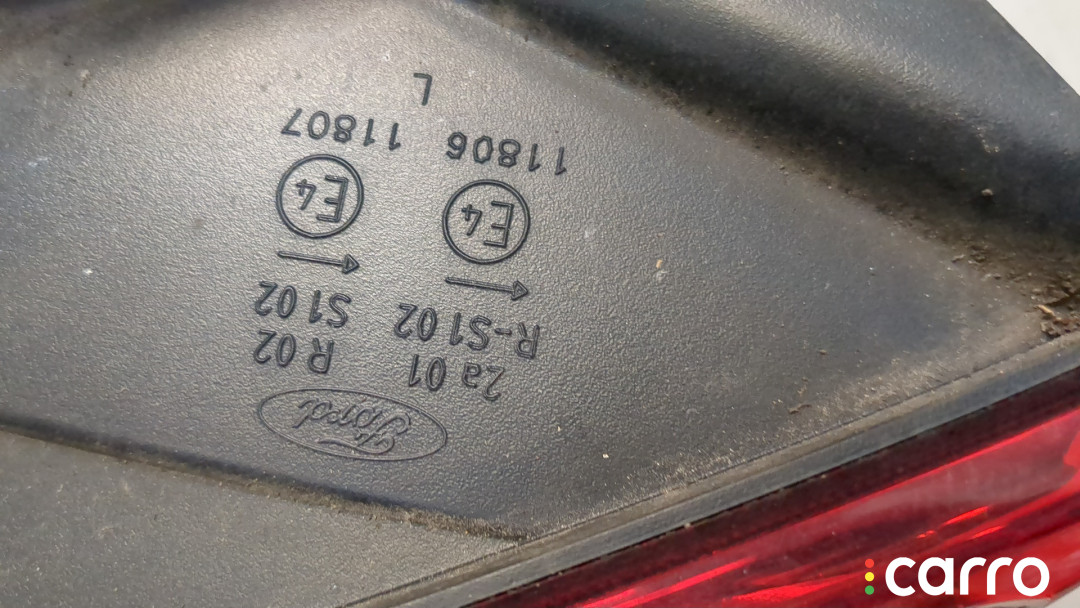 Ford
2a 01 R 02
R-S1 02 S1 02
→ →
E4 E4
11806 11807
L
carro